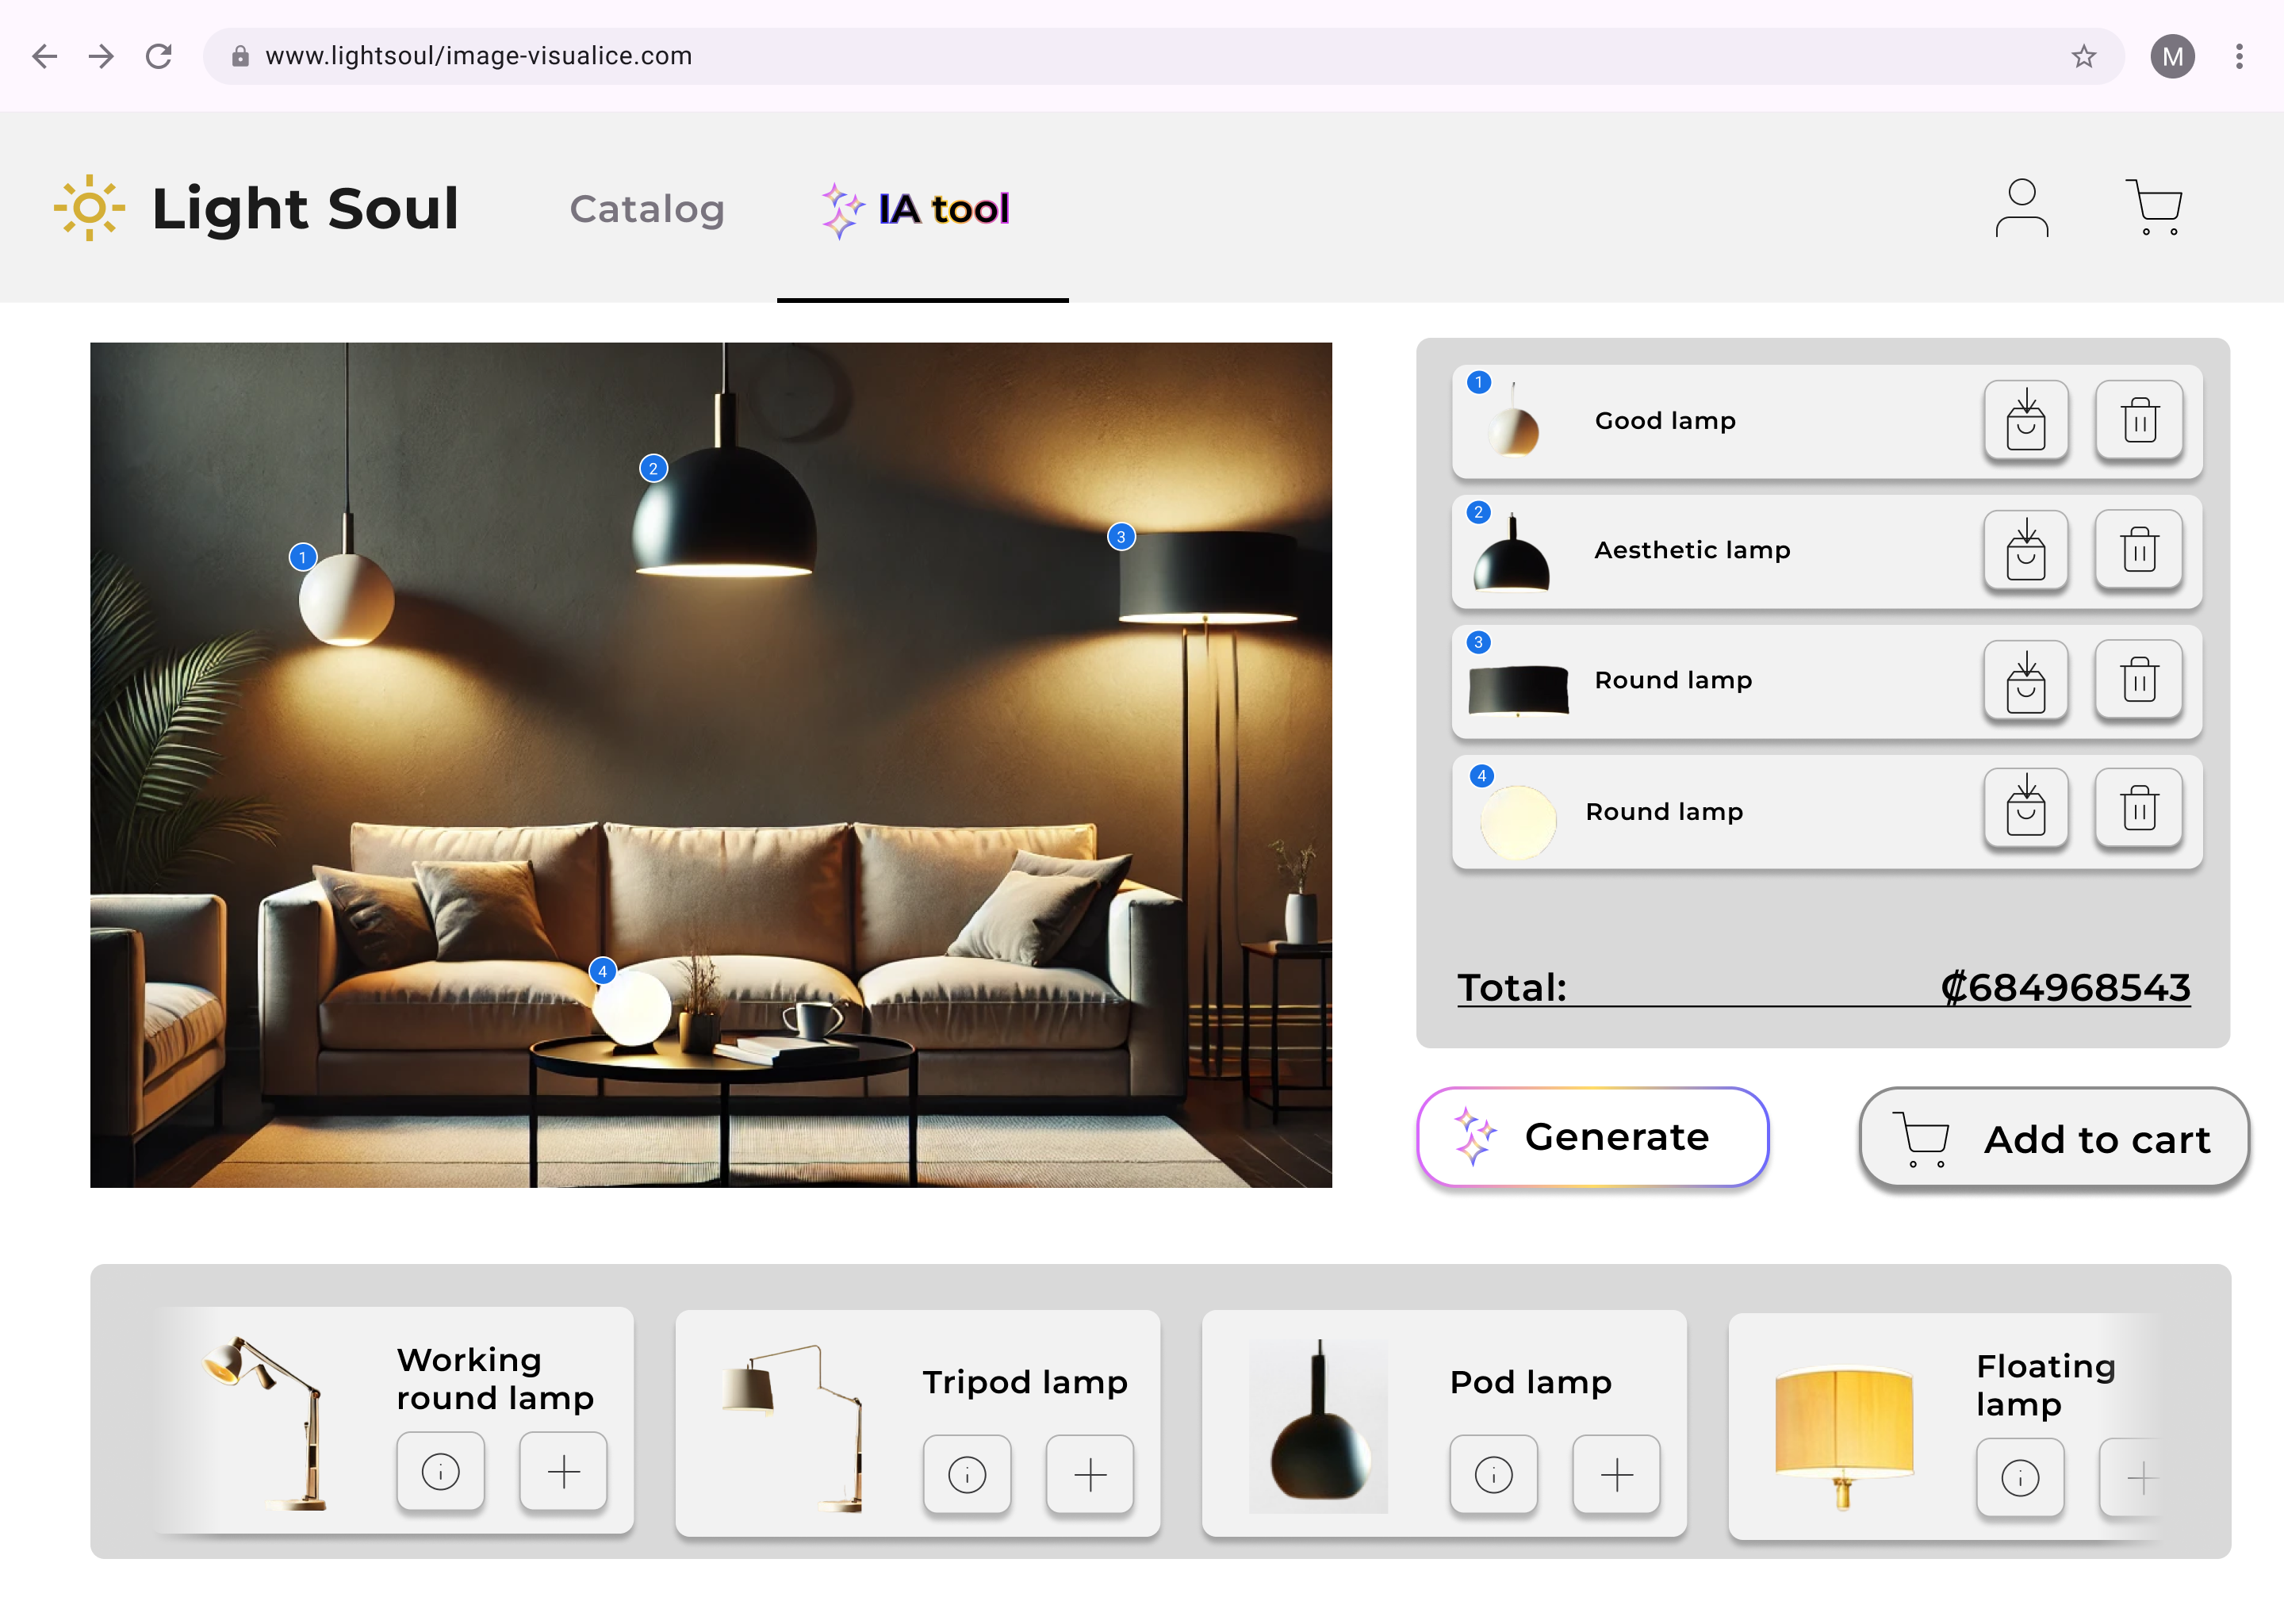 www.lightsoul/image-visualice.com
M
Light Soul
Catalog
IA tool
1
2
3
4
1
Good lamp
2
Aesthetic lamp
3
Round lamp
4
Round lamp
Total:
₡684968543
Generate
Add to cart
Working
round lamp
Tripod lamp
Pod lamp
Floating
lamp